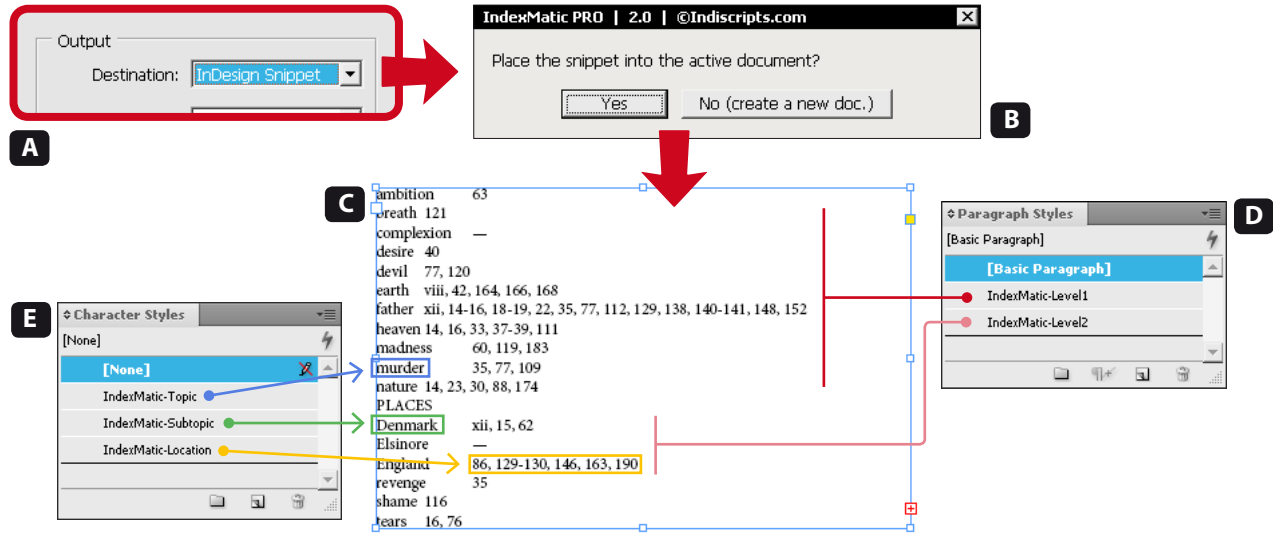 Output
Destination: InDesign Snippet
A
IndexMatic PRO | 2.0 | ©Indiscripts.com
Place the snippet into the active document?
Yes No (create a new doc.)
B
C
ambition 63
breath 121
complexion —
desire 40
devil 77, 120
earth viii, 42, 164, 166, 168
father xii, 14-16, 18-19, 22, 35, 77, 112, 129, 138, 140-141, 148, 152
heaven 14, 16, 33, 37-39, 111
madness 60, 119, 183
murder 35, 77, 109
nature 14, 23, 30, 88, 174
PLACES
Denmark xii, 15, 62
Elsinore —
England 86, 129-130, 146, 163, 190
revenge 35
shame 116
tears 16, 76
D
Paragraph Styles
[Basic Paragraph]
[Basic Paragraph]
IndexMatic-Level1
IndexMatic-Level2
E
Character Styles
[None]
[None]
IndexMatic-Topic
IndexMatic-Subtopic
IndexMatic-Location